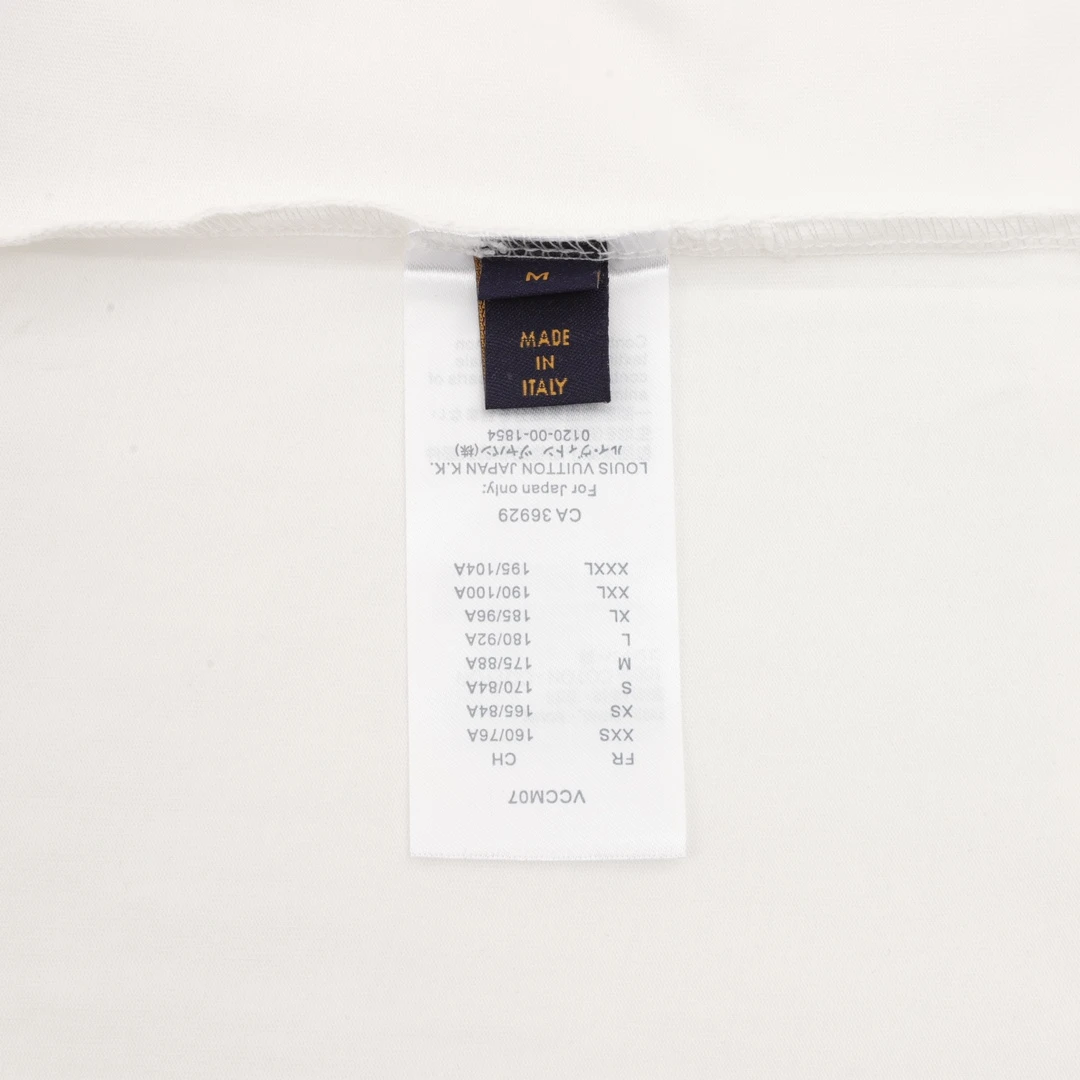 M
MADE
IN
ITALY
VCCM07
FR CH
XXS 160/76A
XS 165/84A
S 170/84A
M 175/88A
L 180/92A
XL 185/96A
XXL 190/100A
XXXL 195/104A
CA 36929
For Japan only:
LOUIS VUITTON JAPAN K.K.
ルイ・ヴィトン ジャパン(株)
0120-00-1854